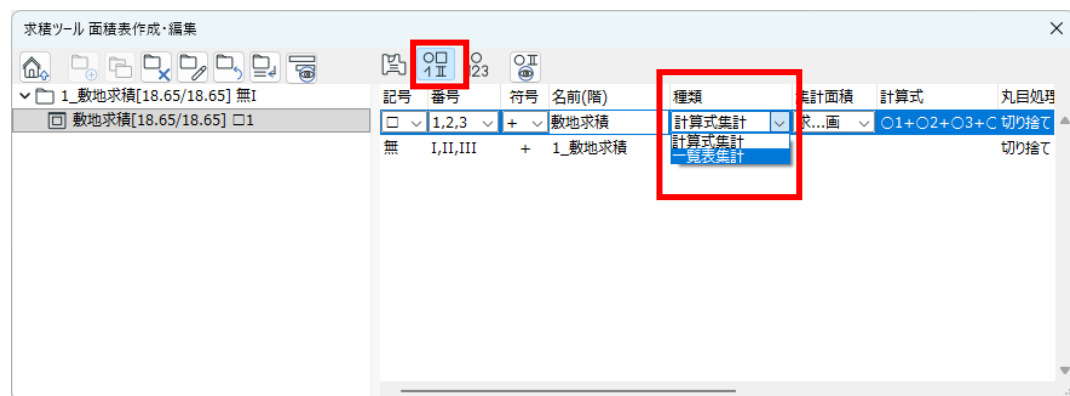 求積ツール 面積表作成・編集
1_敷地求積[18.65/18.65] 無I
敷地求積[18.65/18.65] □1
記号 番号 符号 名前(階) 種類 集計面積 計算式 丸目処理
□ 1,2,3 + 敷地求積 計算式集計 求...画 ○1+○2+○3+○ 切り捨て
計算式集計
一覧表集計
無 I,II,III + 1_敷地求積 切り捨て